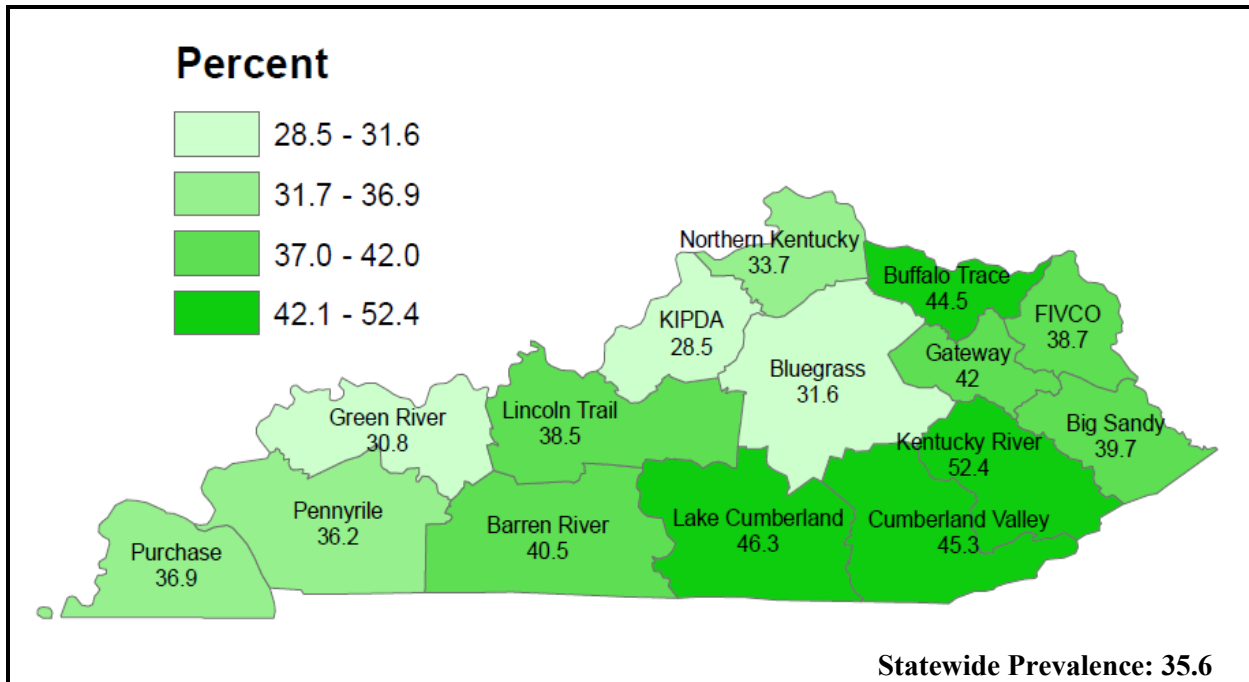 Percent
28.5 - 31.6
31.7 - 36.9
37.0 - 42.0
42.1 - 52.4
Northern Kentucky
33.7
Buffalo Trace
44.5
FIVCO
38.7
KIPDA
28.5
Gateway
42
Bluegrass
31.6
Green River
30.8
Lincoln Trail
38.5
Big Sandy
39.7
Kentucky River
52.4
Pennyrile
36.2
Barren River
40.5
Lake Cumberland
46.3
Cumberland Valley
45.3
Purchase
36.9
Statewide Prevalence: 35.6